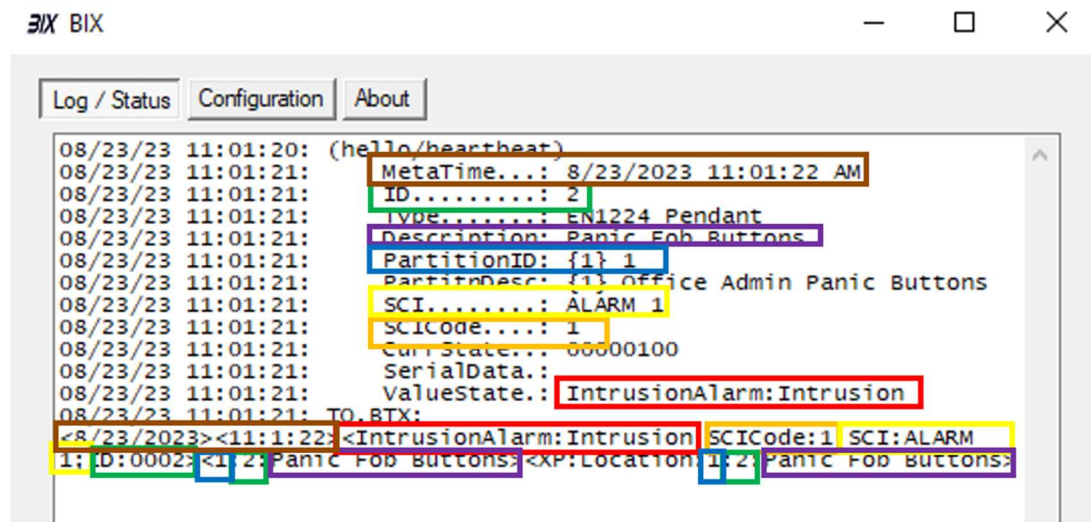 BIX BIX
Log / Status Configuration About
08/23/23 11:01:20: (hello/heartbeat)
08/23/23 11:01:21: MetaTime...: 8/23/2023 11:01:22 AM
08/23/23 11:01:21: ID.........: 2
08/23/23 11:01:21: Type.......: EN1224 Pendant
08/23/23 11:01:21: Description: Panic Fob Buttons
08/23/23 11:01:21: PartitionID: {1} 1
08/23/23 11:01:21: PartitnDesc: {1} Office Admin Panic Buttons
08/23/23 11:01:21: SCI........: ALARM 1
08/23/23 11:01:21: SCICode....: 1
08/23/23 11:01:21: CurrState..: 00000100
08/23/23 11:01:21: SerialData.:
08/23/23 11:01:21: ValueState.: IntrusionAlarm:Intrusion
08/23/23 11:01:21: TO.BTX:
<8/23/2023><11:1:22><IntrusionAlarm:Intrusion SCICode:1 SCI:ALARM
1;ID:0002><1:2:Panic Fob Buttons><XP:Location:1:2:Panic Fob Buttons>